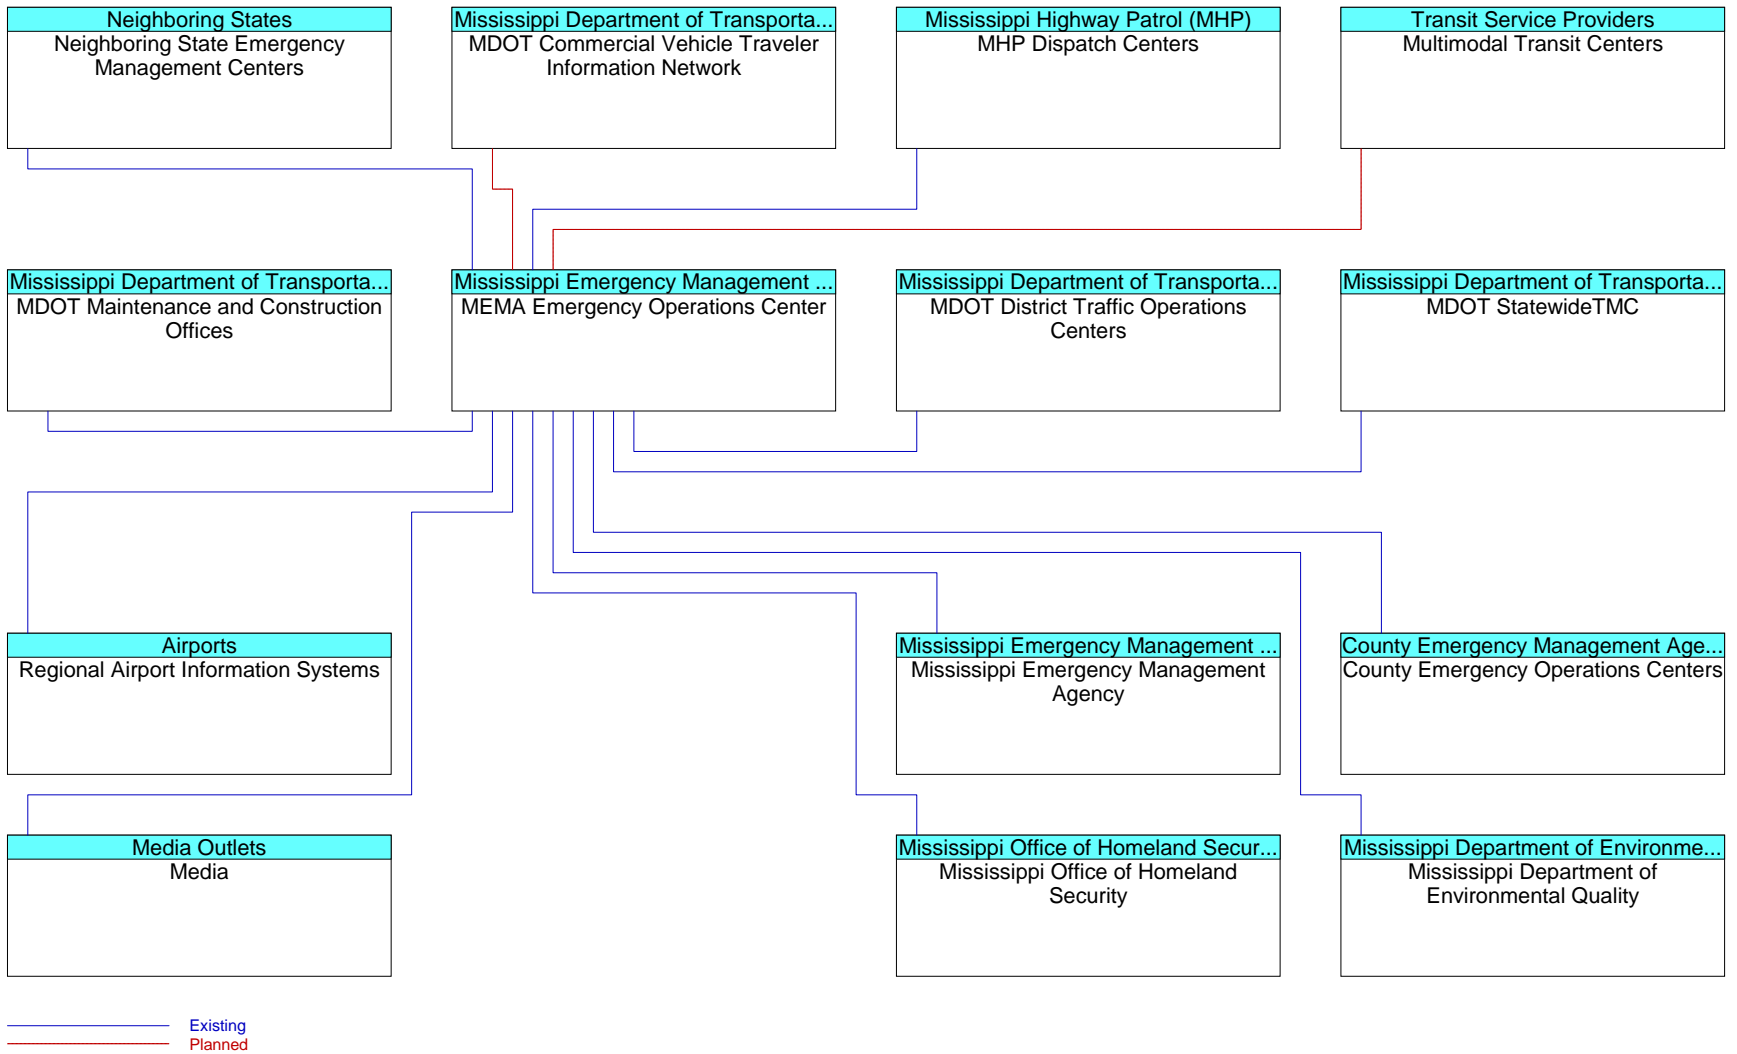 Neighboring States
Neighboring State Emergency
Management Centers
Mississippi Department of Transporta...
MDOT Commercial Vehicle Traveler
Information Network
Mississippi Highway Patrol (MHP)
MHP Dispatch Centers
Transit Service Providers
Multimodal Transit Centers
Mississippi Department of Transporta...
MDOT Maintenance and Construction
Offices
Mississippi Emergency Management ...
MEMA Emergency Operations Center
Mississippi Department of Transporta...
MDOT District Traffic Operations
Centers
Mississippi Department of Transporta...
MDOT StatewideTMC
Airports
Regional Airport Information Systems
Mississippi Emergency Management ...
Mississippi Emergency Management
Agency
County Emergency Management Age...
County Emergency Operations Centers
Media Outlets
Media
Mississippi Office of Homeland Secur...
Mississippi Office of Homeland
Security
Mississippi Department of Environme...
Mississippi Department of
Environmental Quality
Existing
Planned